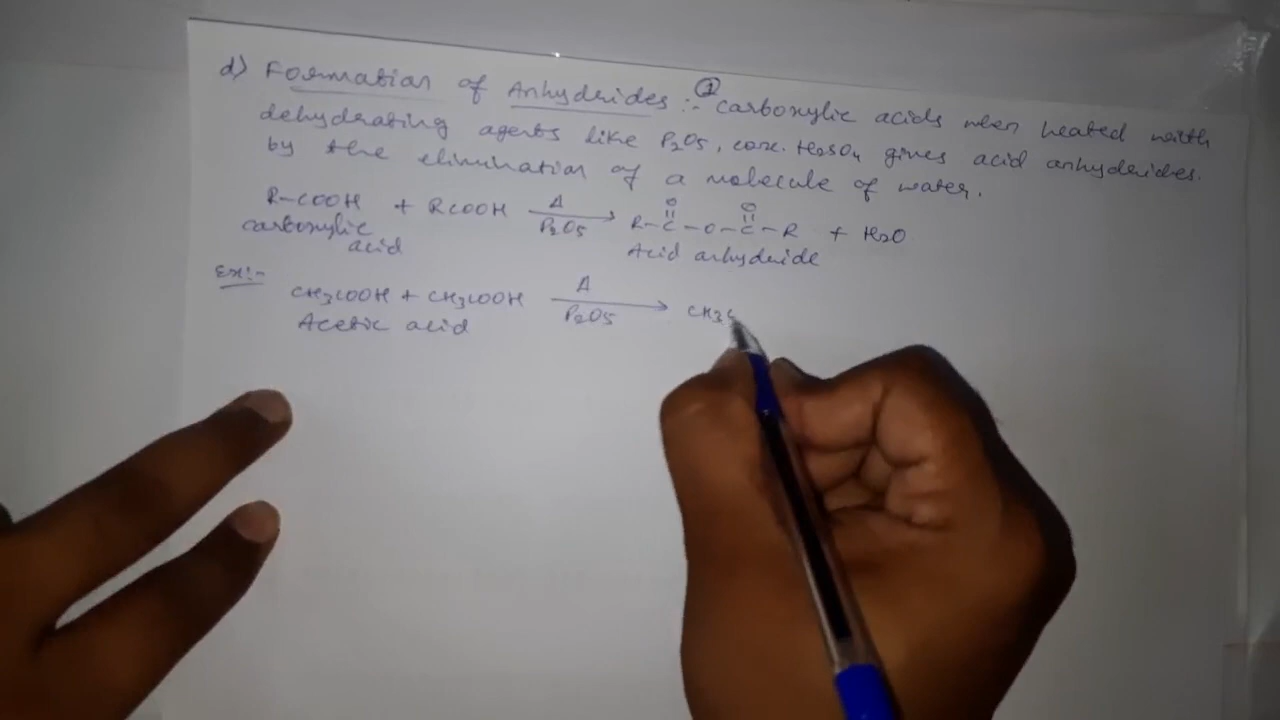 d) Formation of Anhydrides :- ① carboxylic acids when heated with
dehydrating agents like P2O5, conc. H2SO4 gives acid anhydrides.
by the elimination of a molecule of water.
R-COOH + RCOOH Δ P2O5 → R-C(=O)-O-C(=O)-R + H2O
carboxylic acid Acid anhydride
Ex:-
CH3COOH + CH3COOH Δ P2O5 → CH3C
Acetic acid